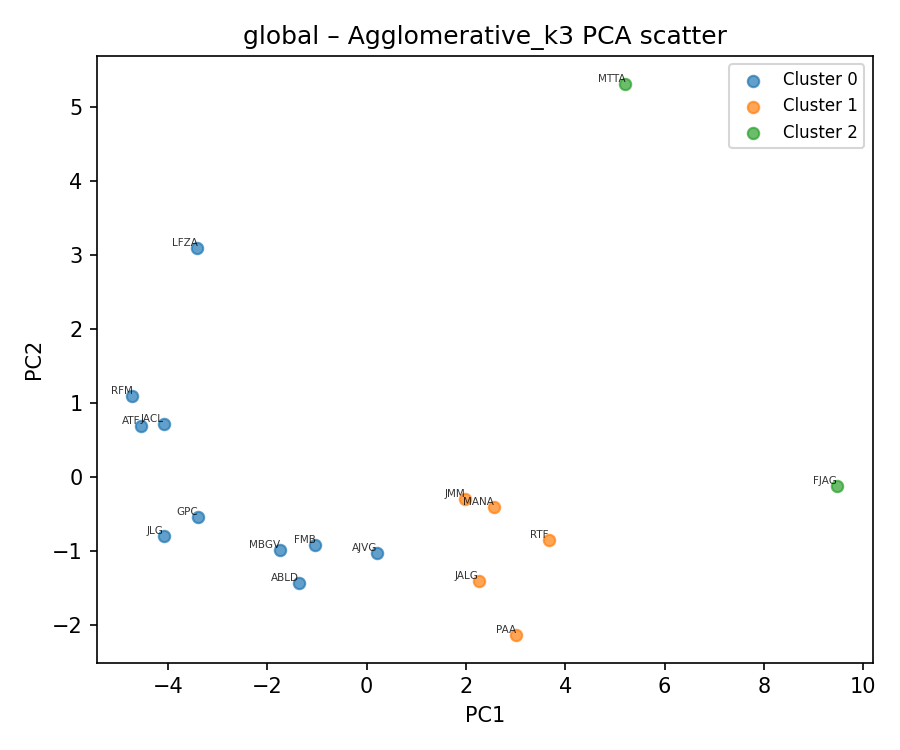 global – Agglomerative_k3 PCA scatter
Cluster 0
Cluster 1
Cluster 2
MTTA
LFZA
RFM
ATF
JACL
GPC
JLG
MBGV
FMB
AJVG
ABLD
JMM
MANA
RTF
JALG
PAA
FJAG
PC2
5
4
3
2
1
0
−1
−2
−4
−2
0
2
4
6
8
10
PC1